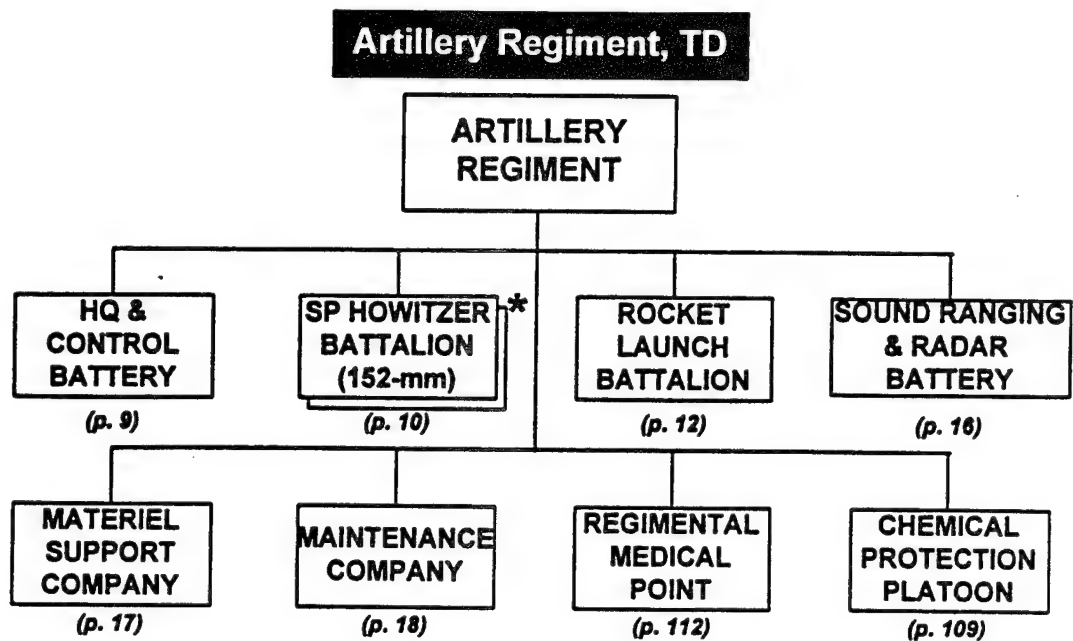 Artillery Regiment, TD
ARTILLERY
REGIMENT
HQ &
CONTROL
BATTERY
(p. 9)
SP HOWITZER
BATTALION
(152-mm)
*
(p. 10)
ROCKET
LAUNCH
BATTALION
(p. 12)
SOUND RANGING
& RADAR
BATTERY
(p. 16)
MATERIEL
SUPPORT
COMPANY
(p. 17)
MAINTENANCE
COMPANY
(p. 18)
REGIMENTAL
MEDICAL
POINT
(p. 112)
CHEMICAL
PROTECTION
PLATOON
(p. 109)